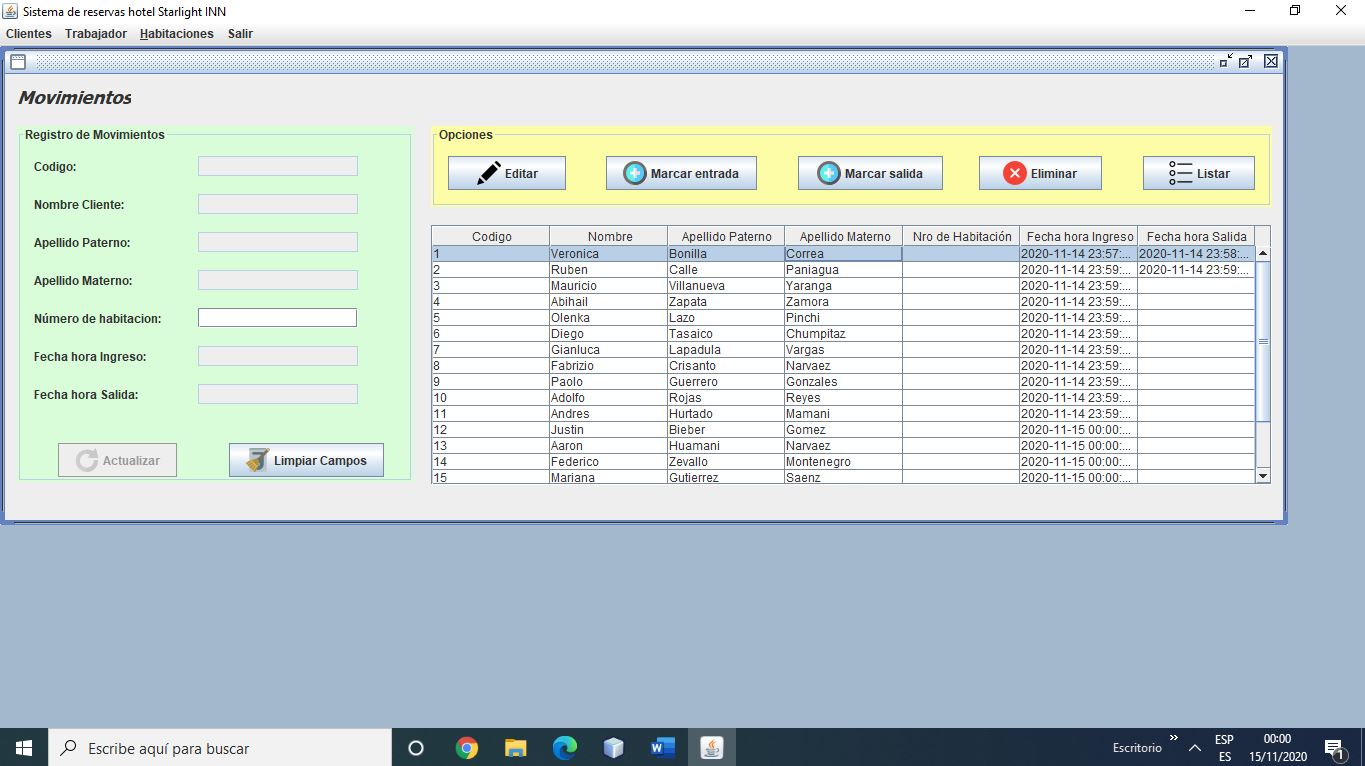 Sistema de reservas hotel Starlight INN
Clientes Trabajador Habitaciones Salir
Movimientos
Registro de Movimientos
Codigo:
Nombre Cliente:
Apellido Paterno:
Apellido Materno:
Número de habitacion:
Fecha hora Ingreso:
Fecha hora Salida:
Actualizar Limpiar Campos
Opciones
Editar Marcar entrada Marcar salida Eliminar Listar
Codigo Nombre Apellido Paterno Apellido Materno Nro de Habitación Fecha hora Ingreso Fecha hora Salida
1 Veronica Bonilla Correa 2020-11-14 23:57:... 2020-11-14 23:58:...
2 Ruben Calle Paniagua 2020-11-14 23:59:... 2020-11-14 23:59:...
3 Mauricio Villanueva Yaranga 2020-11-14 23:59:...
4 Abihail Zapata Zamora 2020-11-14 23:59:...
5 Olenka Lazo Pinchi 2020-11-14 23:59:...
6 Diego Tasaico Chumpitaz 2020-11-14 23:59:...
7 Gianluca Lapadula Vargas 2020-11-14 23:59:...
8 Fabrizio Crisanto Narvaez 2020-11-14 23:59:...
9 Paolo Guerrero Gonzales 2020-11-14 23:59:...
10 Adolfo Rojas Reyes 2020-11-14 23:59:...
11 Andres Hurtado Mamani 2020-11-14 23:59:...
12 Justin Bieber Gomez 2020-11-15 00:00:...
13 Aaron Huamani Narvaez 2020-11-15 00:00:...
14 Federico Zevallo Montenegro 2020-11-15 00:00:...
15 Mariana Gutierrez Saenz 2020-11-15 00:00:...
Escribe aquí para buscar
Escritorio
ESP
ES
00:00
15/11/2020
1